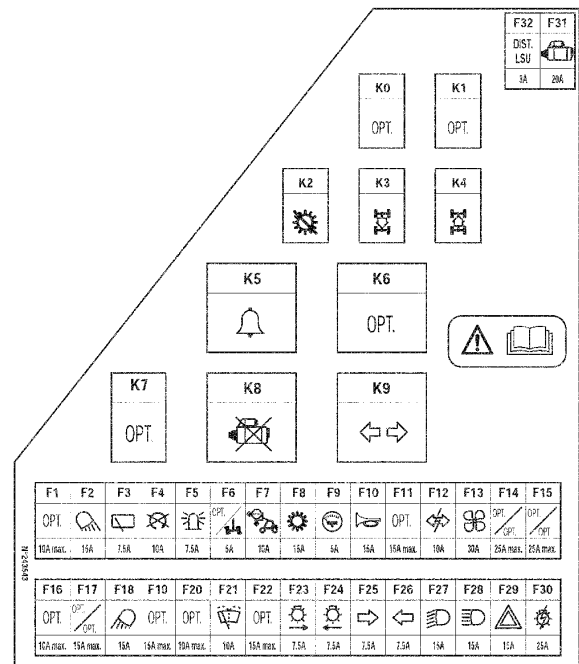 F32 F31
DIST. LSU
3A 20A
K0 K1
OPT. OPT.
K2 K3 K4
K5 K6
OPT.
K7 K8 K9
OPT.
F1 F2 F3 F4 F5 F6 F7 F8 F9 F10 F11 F12 F13 F14 F15
OPT. OPT. OPT. OPT. OPT. OPT. OPT.
10A max. 15A 7.5A 10A 7.5A 5A 10A 15A 5A 15A 15A max. 10A 30A 25A max. 25A max.
N°243543
F16 F17 F18 F19 F20 F21 F22 F23 F24 F25 F26 F27 F28 F29 F30
OPT. OPT. OPT. OPT. OPT. OPT.
10A max. 15A max. 15A 15A max. 10A max. 10A 15A max. 7.5A 7.5A 7.5A 7.5A 15A 15A 15A 25A